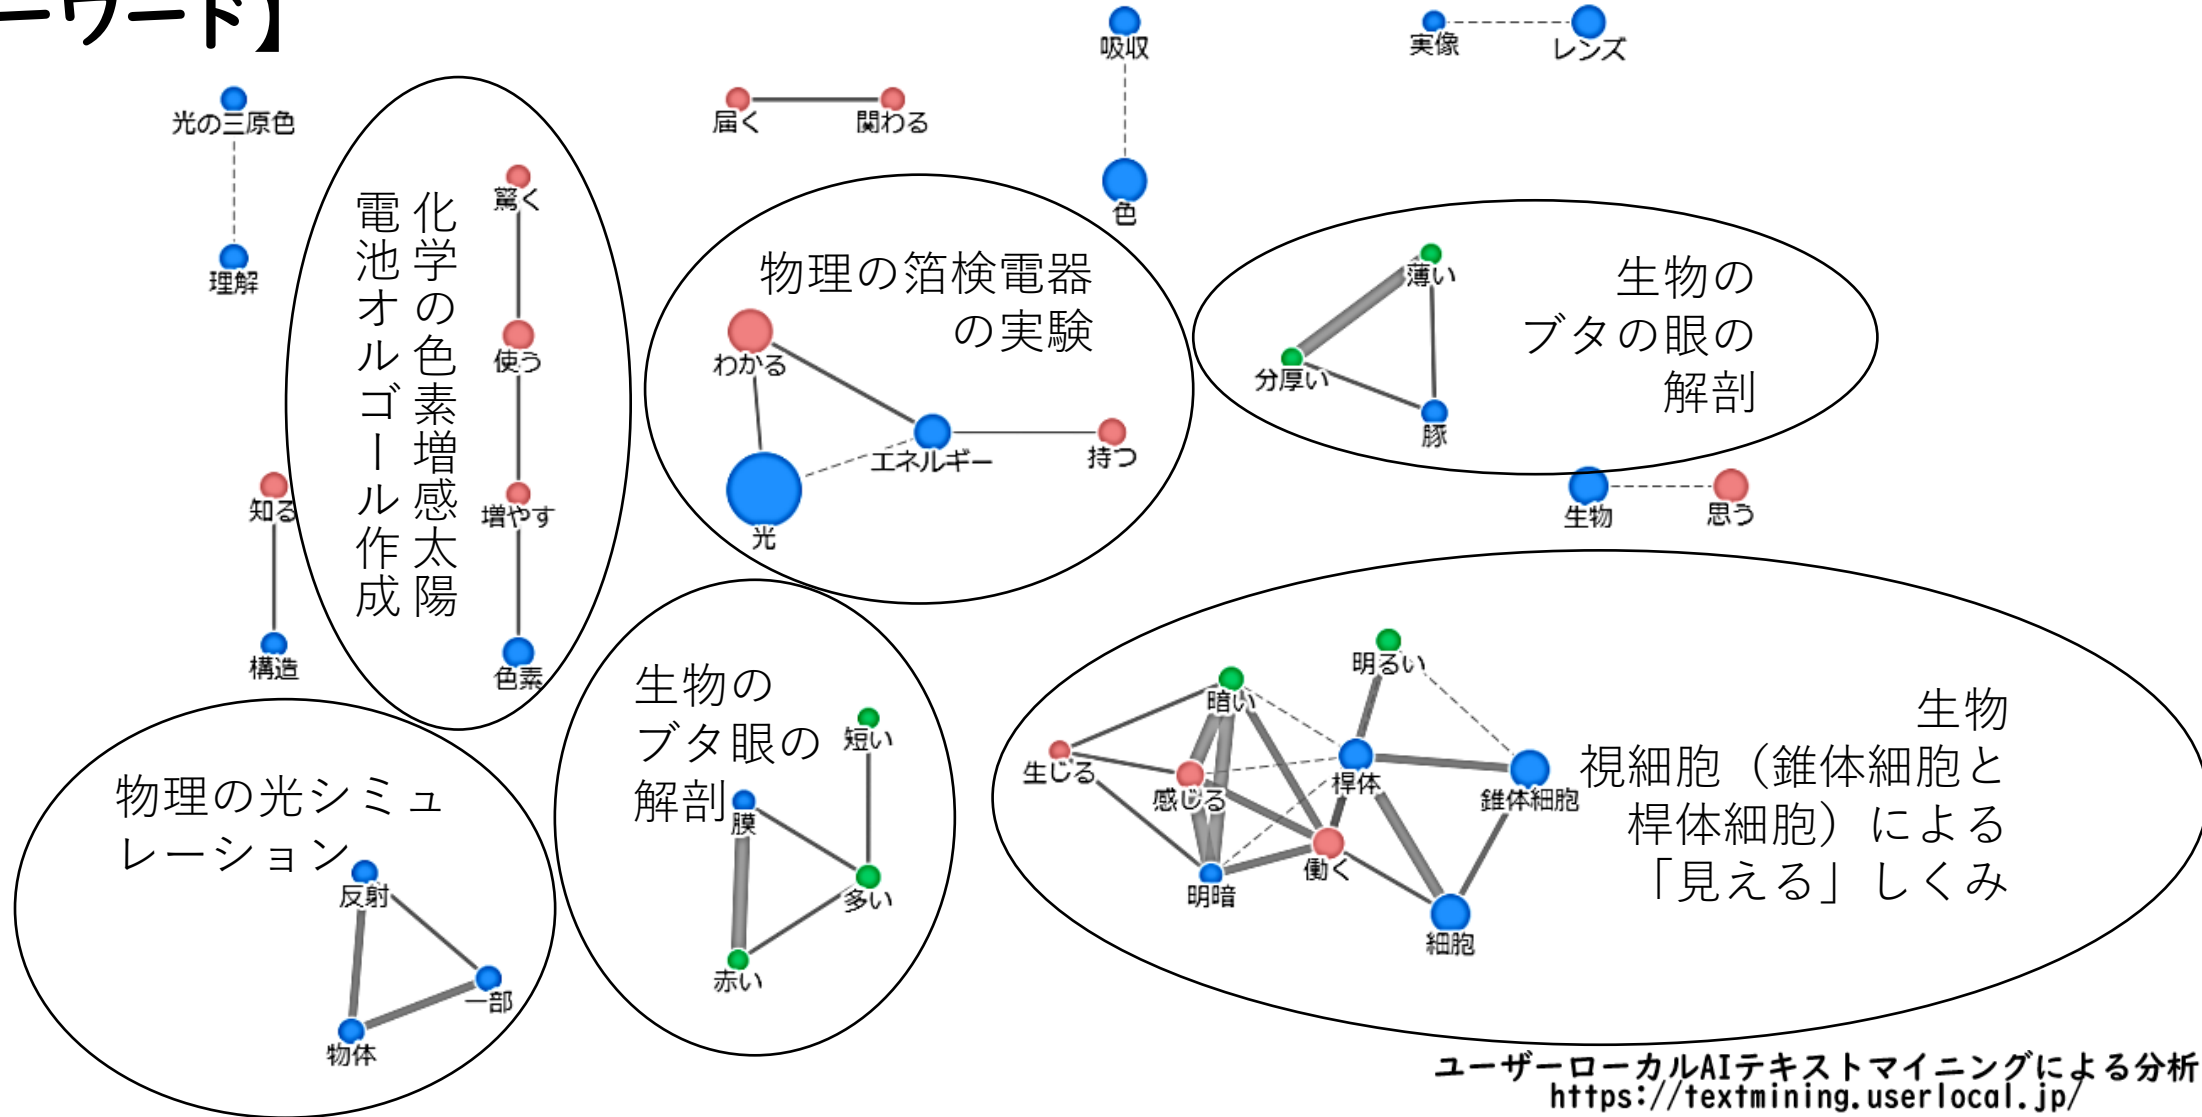 ーワード】
吸収
実像
レンズ
光の三原色
届く
関わる
驚く
色
化学の色素増感太陽
電池オルゴール作成
理解
物理の箔検電器
の実験
薄い
生物の
ブタの眼の
解剖
使う
わかる
分厚い
豚
エネルギー
持つ
知る
増やす
光
生物
思う
構造
色素
生物の
ブタ眼の
解剖
短い
膜
多い
赤い
明るい
暗い
生じる
感じる
桿体
錐体細胞
働く
明暗
細胞
生物
視細胞（錐体細胞と
桿体細胞）による
「見える」しくみ
物理の光シミュ
レーション
反射
一部
物体
ユーザーローカルAIテキストマイニングによる分析
https://textmining.userlocal.jp/